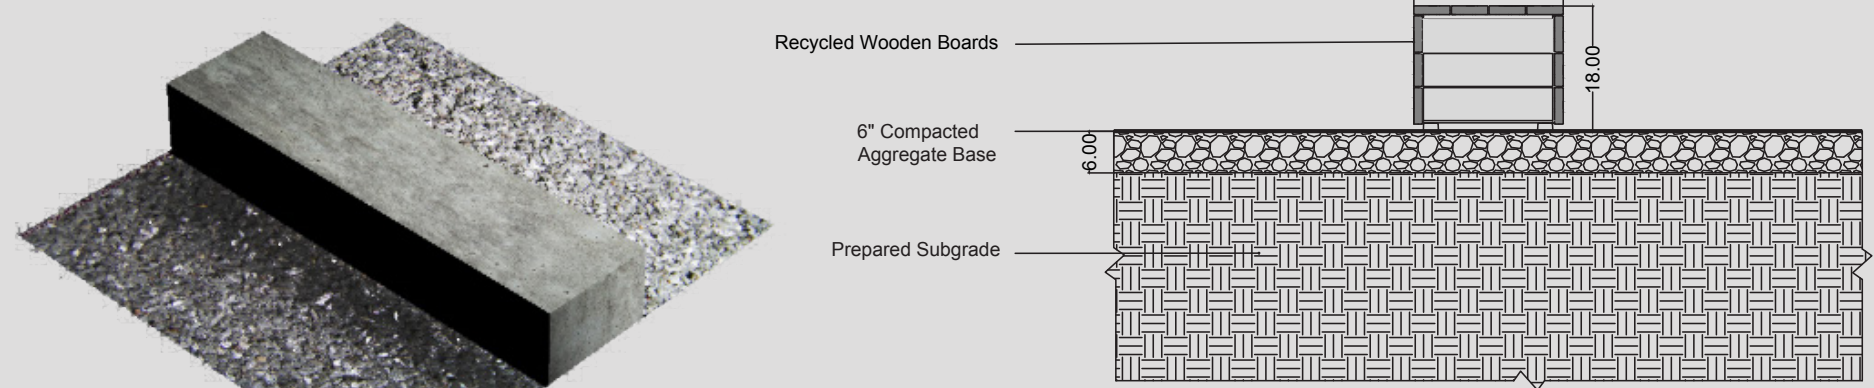 Recycled Wooden Boards
18.00
6" Compacted
Aggregate Base
6.00
Prepared Subgrade